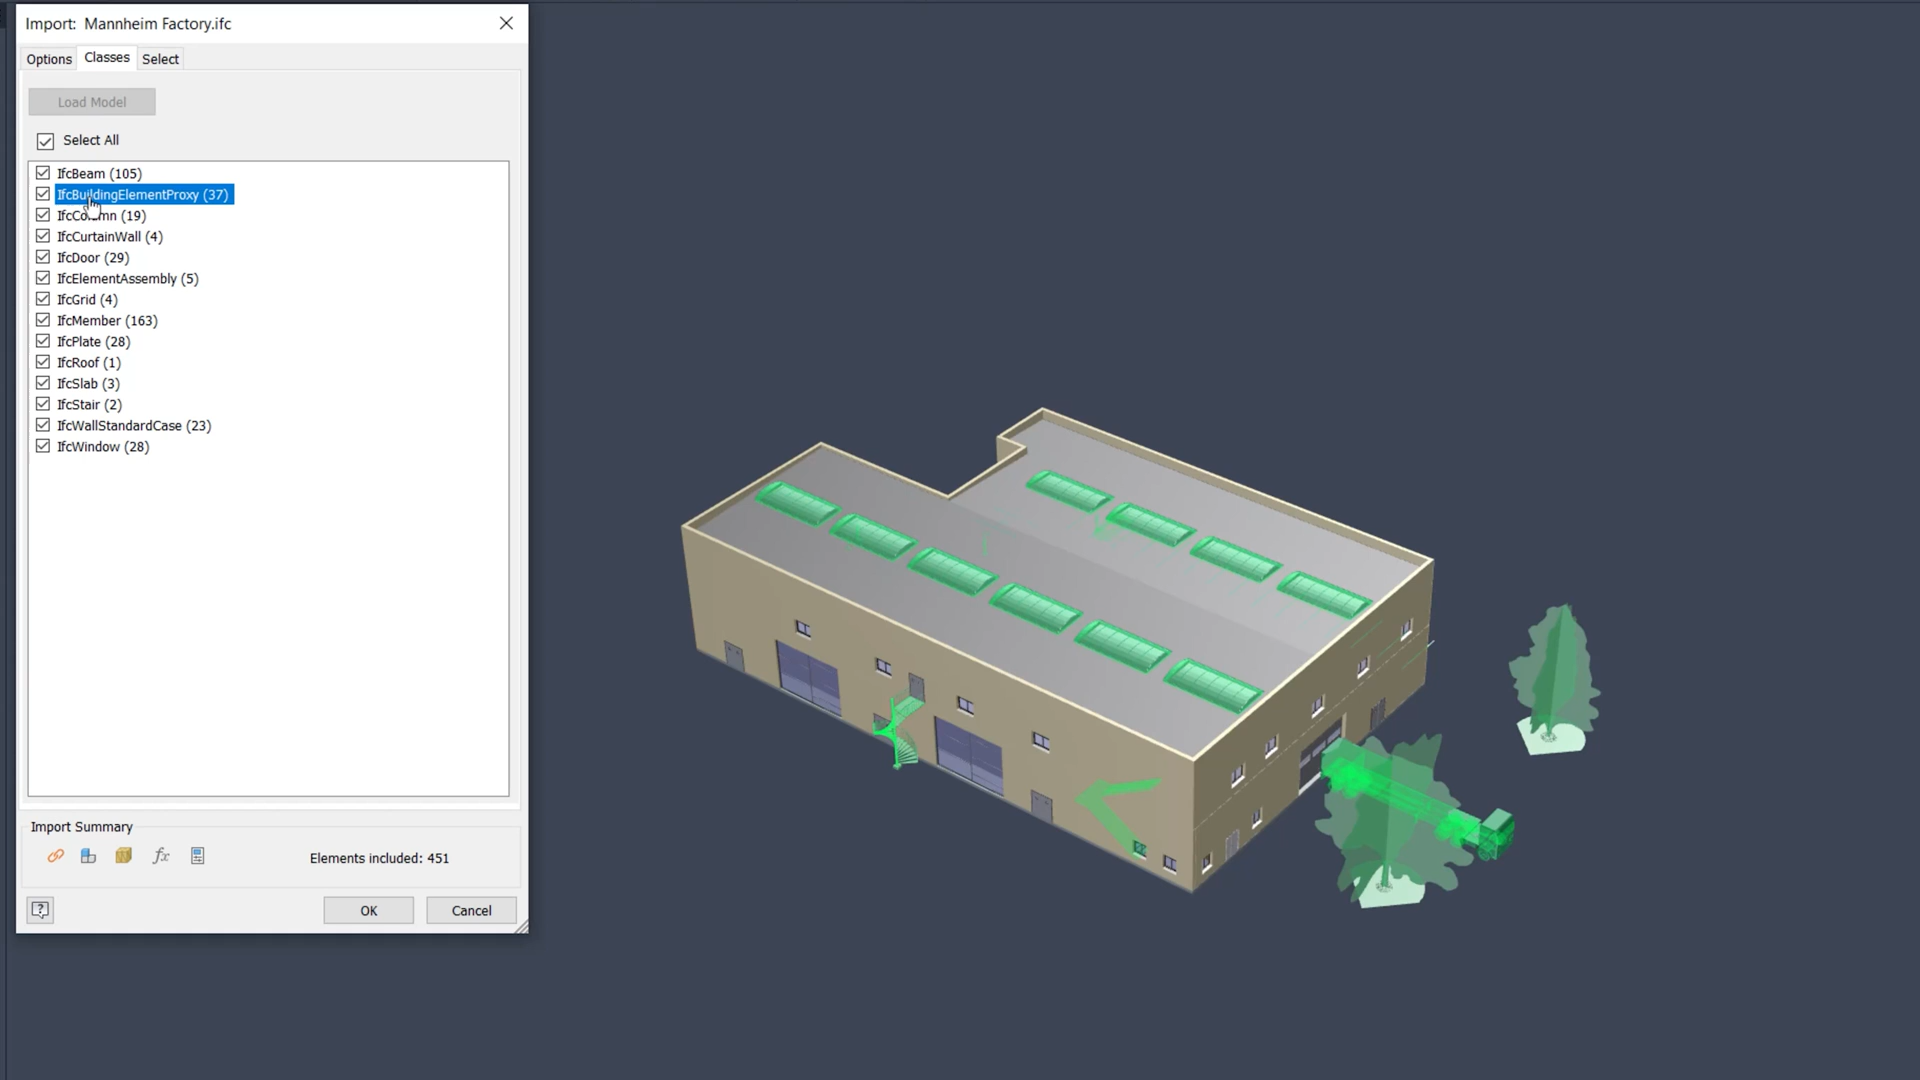 Import: Mannheim Factory.ifc
Options Classes Select
Load Model
Select All
IfcBeam (105)
IfcBuildingElementProxy (37)
IfcColumn (19)
IfcCurtainWall (4)
IfcDoor (29)
IfcElementAssembly (5)
IfcGrid (4)
IfcMember (163)
IfcPlate (28)
IfcRoof (1)
IfcSlab (3)
IfcStair (2)
IfcWallStandardCase (23)
IfcWindow (28)
Import Summary
fx Elements included: 451
? OK Cancel